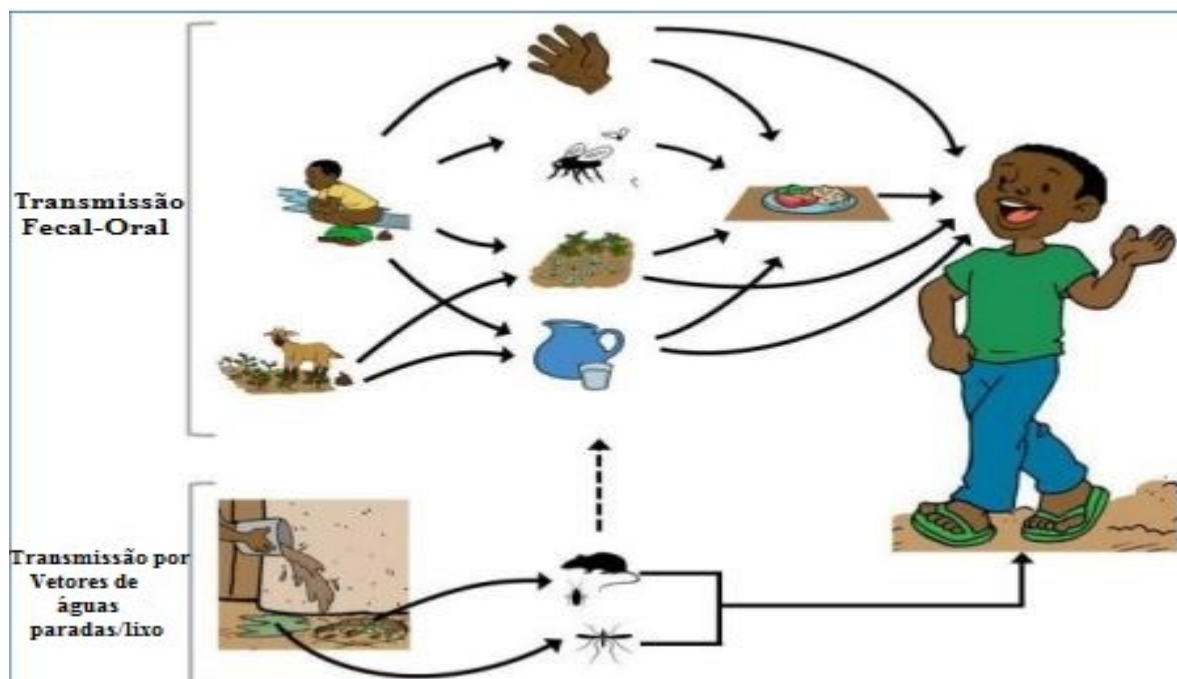 Transmissão
Fecal-Oral
Transmissão por
Vetores de
águas
paradas/lixo